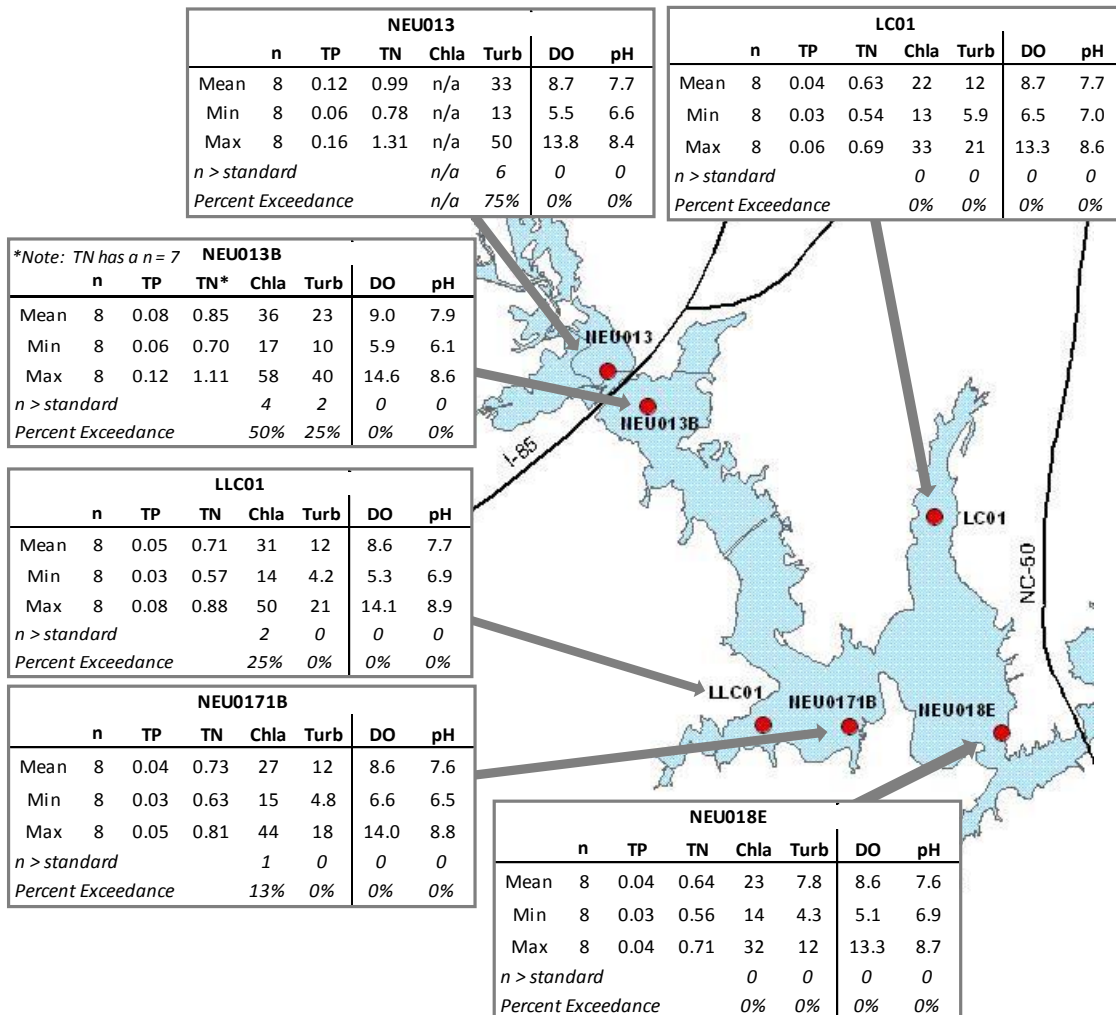 NEU013
n TP TN Chla Turb DO pH
Mean 8 0.12 0.99 n/a 33 8.7 7.7
Min 8 0.06 0.78 n/a 13 5.5 6.6
Max 8 0.16 1.31 n/a 50 13.8 8.4
n > standard n/a 6 0 0
Percent Exceedance n/a 75% 0% 0%
LC01
n TP TN Chla Turb DO pH
Mean 8 0.04 0.63 22 12 8.7 7.7
Min 8 0.03 0.54 13 5.9 6.5 7.0
Max 8 0.06 0.69 33 21 13.3 8.6
n > standard 0 0 0 0
Percent Exceedance 0% 0% 0% 0%
*Note: TN has a n = 7 NEU013B
n TP TN* Chla Turb DO pH
Mean 8 0.08 0.85 36 23 9.0 7.9
Min 8 0.06 0.70 17 10 5.9 6.1
Max 8 0.12 1.11 58 40 14.6 8.6
n > standard 4 2 0 0
Percent Exceedance 50% 25% 0% 0%
NEU013
NEU013B
I-85
LC01
NC-50
LLC01
n TP TN Chla Turb DO pH
Mean 8 0.05 0.71 31 12 8.6 7.7
Min 8 0.03 0.57 14 4.2 5.3 6.9
Max 8 0.08 0.88 50 21 14.1 8.9
n > standard 2 0 0 0
Percent Exceedance 25% 0% 0% 0%
LLC01
NEU0171B
NEU018E
NEU0171B
n TP TN Chla Turb DO pH
Mean 8 0.04 0.73 27 12 8.6 7.6
Min 8 0.03 0.63 15 4.8 6.6 6.5
Max 8 0.05 0.81 44 18 14.0 8.8
n > standard 1 0 0 0
Percent Exceedance 13% 0% 0% 0%
NEU018E
n TP TN Chla Turb DO pH
Mean 8 0.04 0.64 23 7.8 8.6 7.6
Min 8 0.03 0.56 14 4.3 5.1 6.9
Max 8 0.04 0.71 32 12 13.3 8.7
n > standard 0 0 0 0
Percent Exceedance 0% 0% 0% 0%